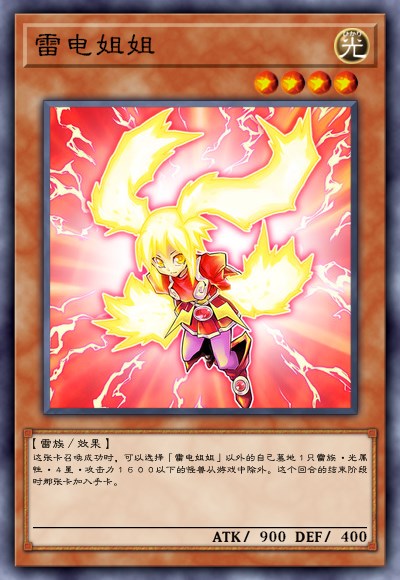 雷电姐姐
光
【雷族／效果】
这张卡召唤成功时，可以选择「雷电姐姐」以外的自己墓地1只雷族·光属
性·4星·攻击力1600以下的怪兽从游戏中除外。这个回合的结束阶段
时那张卡加入手卡。
ATK/ 900 DEF/ 400